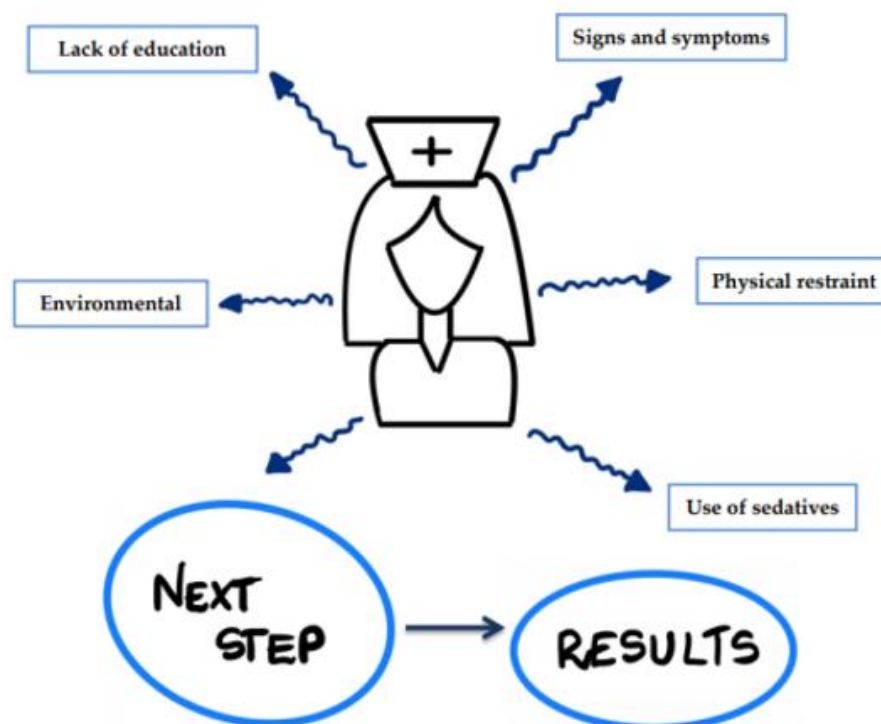 Lack of education
Signs and symptoms
Environmental
Physical restraint
Use of sedatives
NEXT
STEP
RESULTS